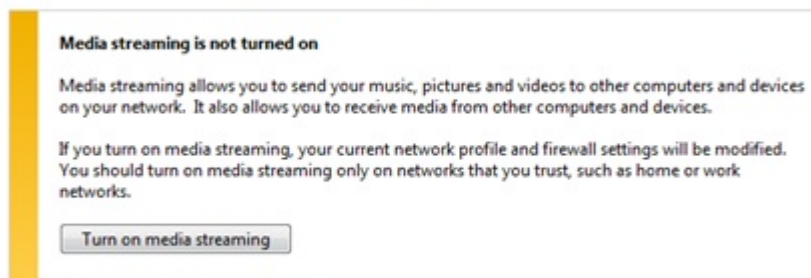 Media streaming is not turned on
Media streaming allows you to send your music, pictures and videos to other computers and devices
on your network. It also allows you to receive media from other computers and devices.
If you turn on media streaming, your current network profile and firewall settings will be modified.
You should turn on media streaming only on networks that you trust, such as home or work
networks.
Turn on media streaming